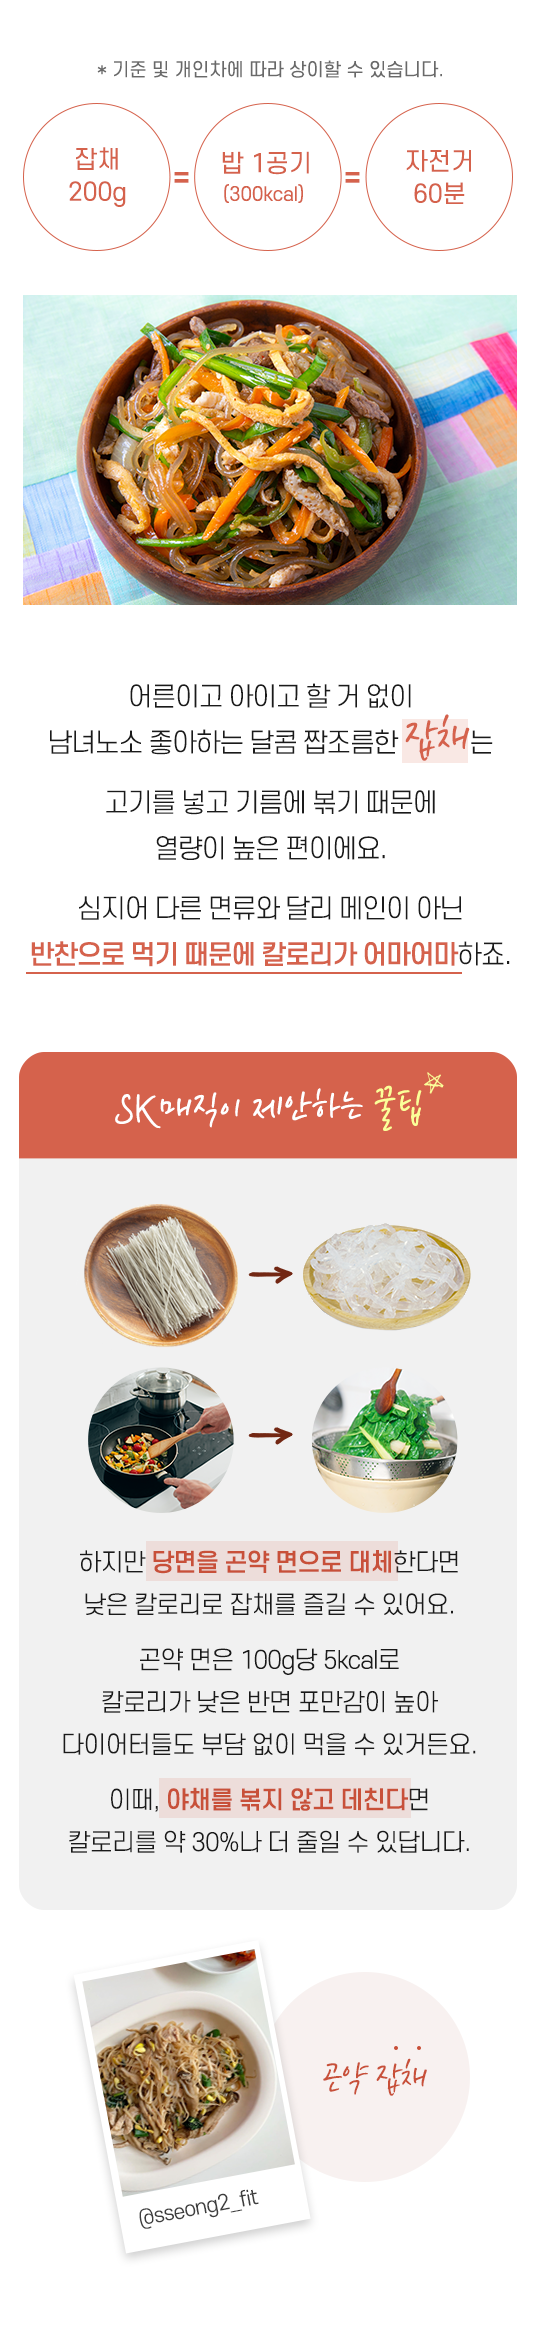 * 기준 및 개인차에 따라 상이할 수 있습니다.
잡채
200g
=
밥 1공기
(300kcal)
=
자전거
60분
어른이고 아이고 할 거 없이
남녀노소 좋아하는 달콤 짭조름한 잡채는
고기를 넣고 기름에 볶기 때문에
열량이 높은 편이에요.
심지어 다른 면류와 달리 메인이 아닌
반찬으로 먹기 때문에 칼로리가 어마어마하죠.
SK매직이 제안하는 꿀팁
하지만 당면을 곤약 면으로 대체한다면
낮은 칼로리로 잡채를 즐길 수 있어요.
곤약 면은 100g당 5kcal로
칼로리가 낮은 반면 포만감이 높아
다이어터들도 부담 없이 먹을 수 있거든요.
이때, 야채를 볶지 않고 데친다면
칼로리를 약 30%나 더 줄일 수 있답니다.
곤약 잡채
@sseong2_fit